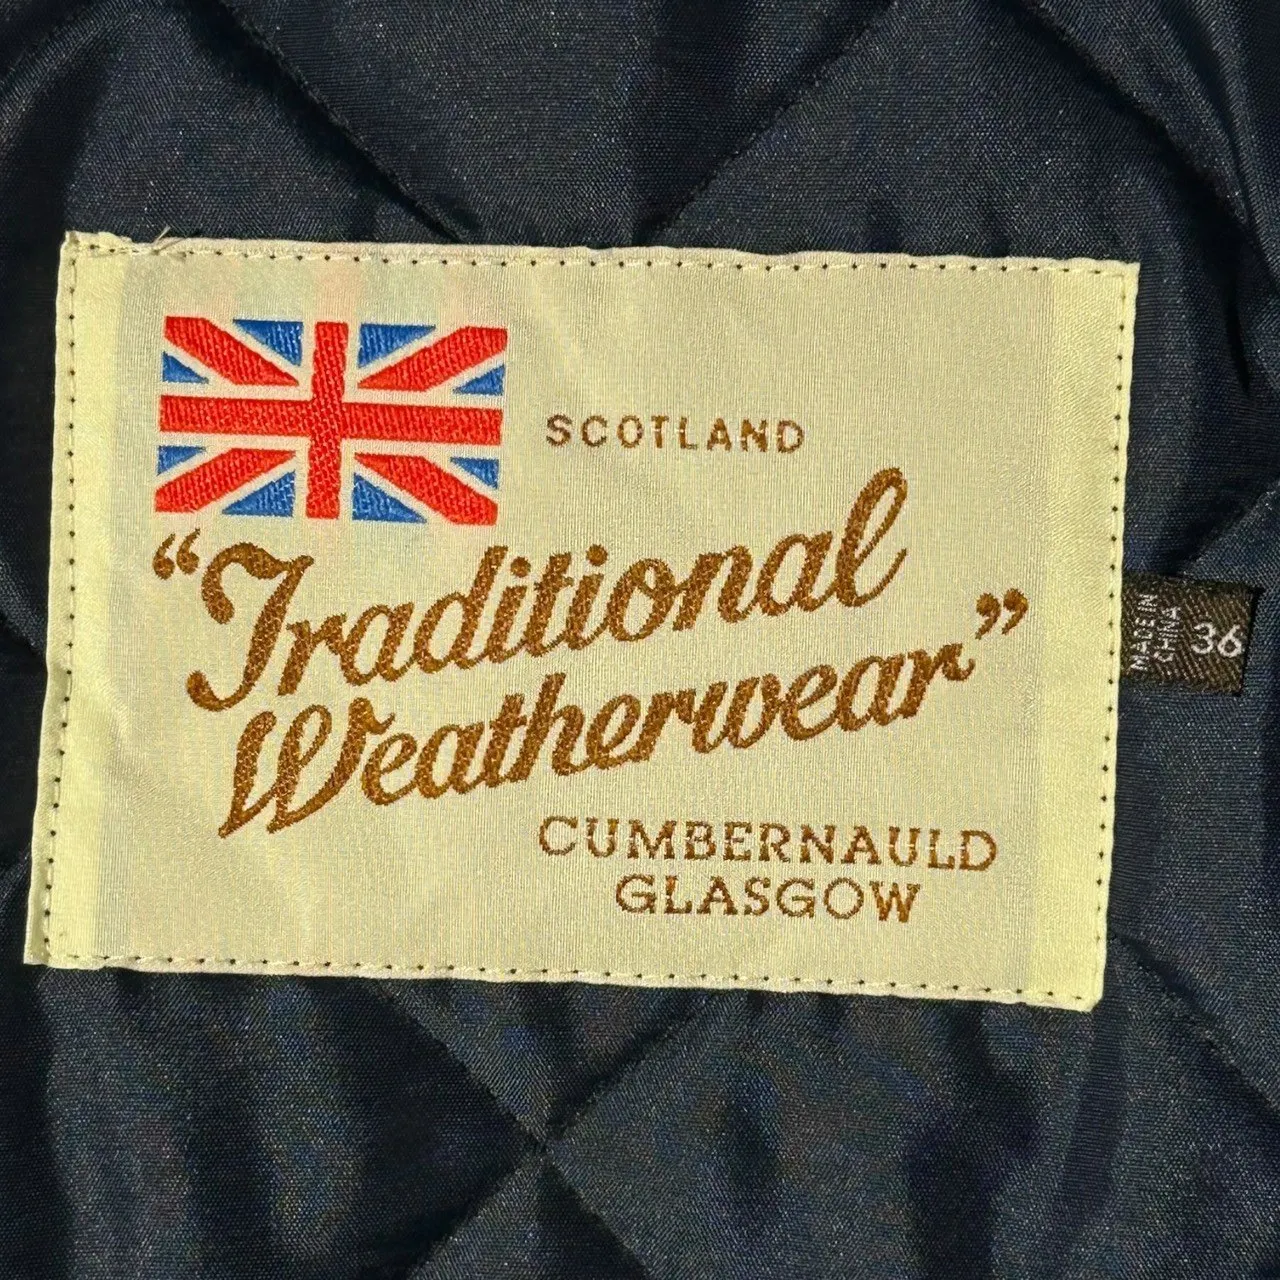 SCOTLAND
“Traditional
Weatherwear”
CUMBERNAULD
GLASGOW
MADE IN
CHINA
36